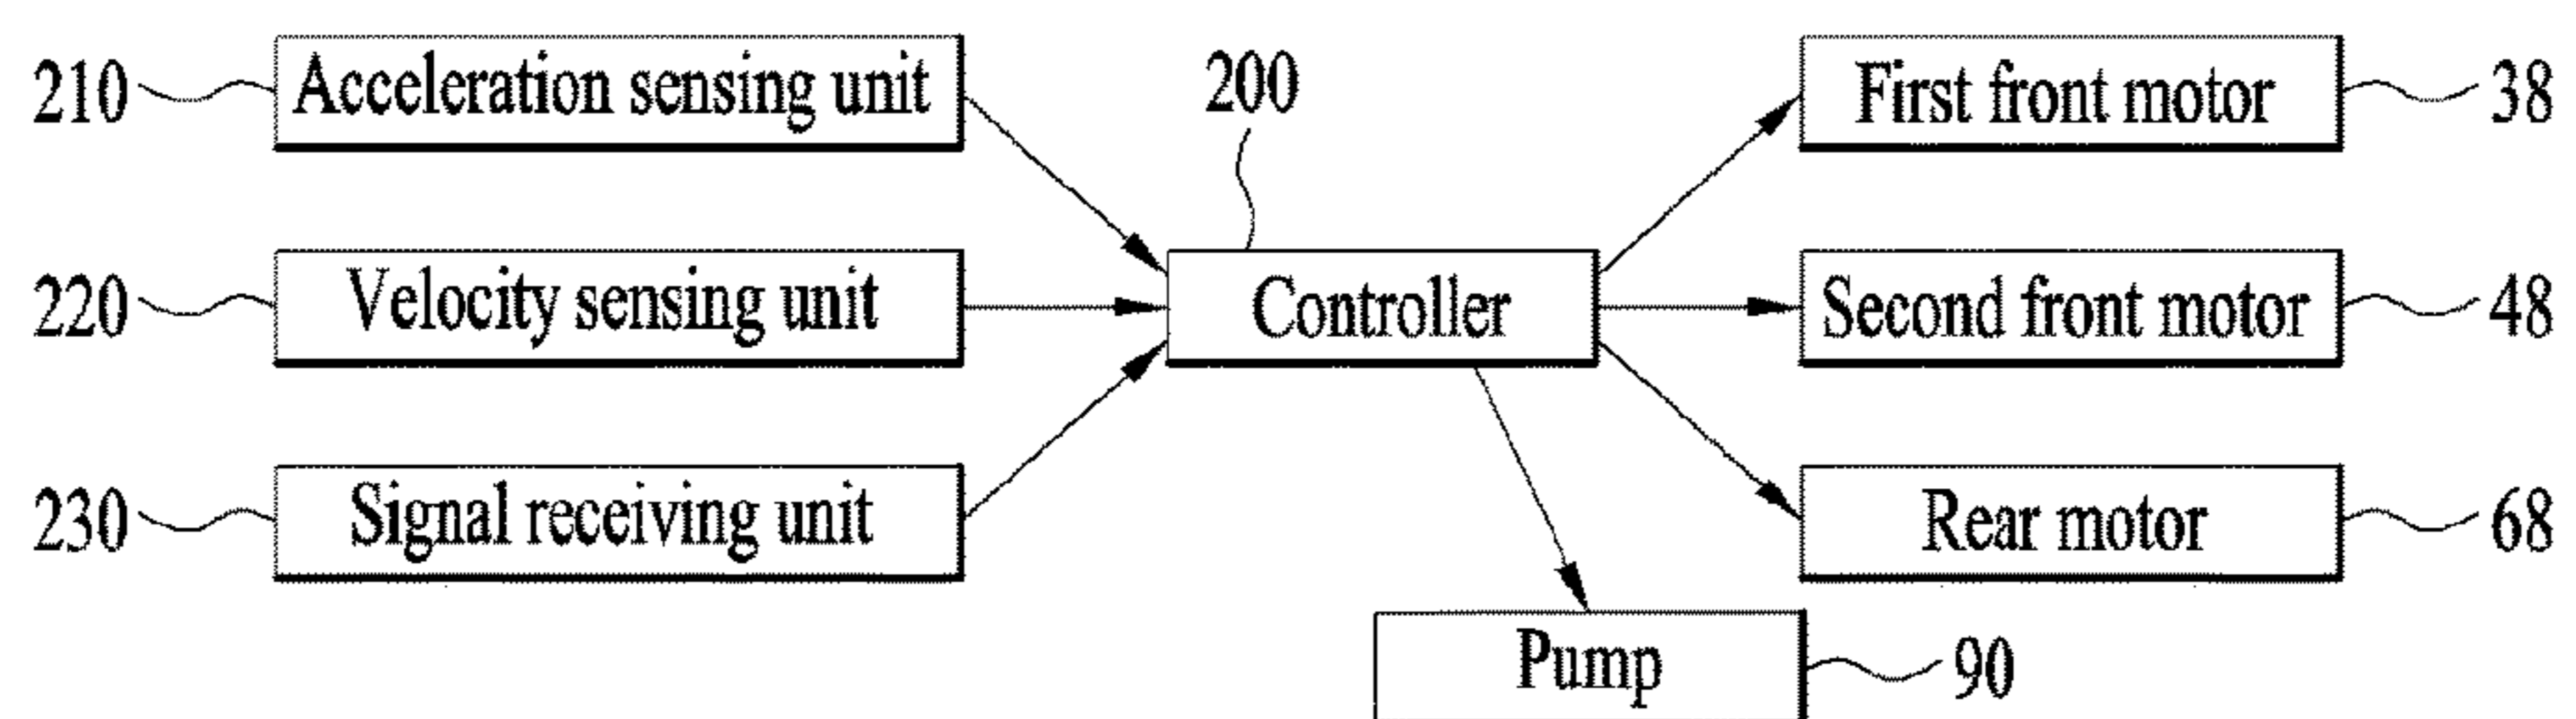 210 Acceleration sensing unit
220 Velocity sensing unit
230 Signal receiving unit
200
Controller
First front motor 38
Second front motor 48
Rear motor 68
Pump 90